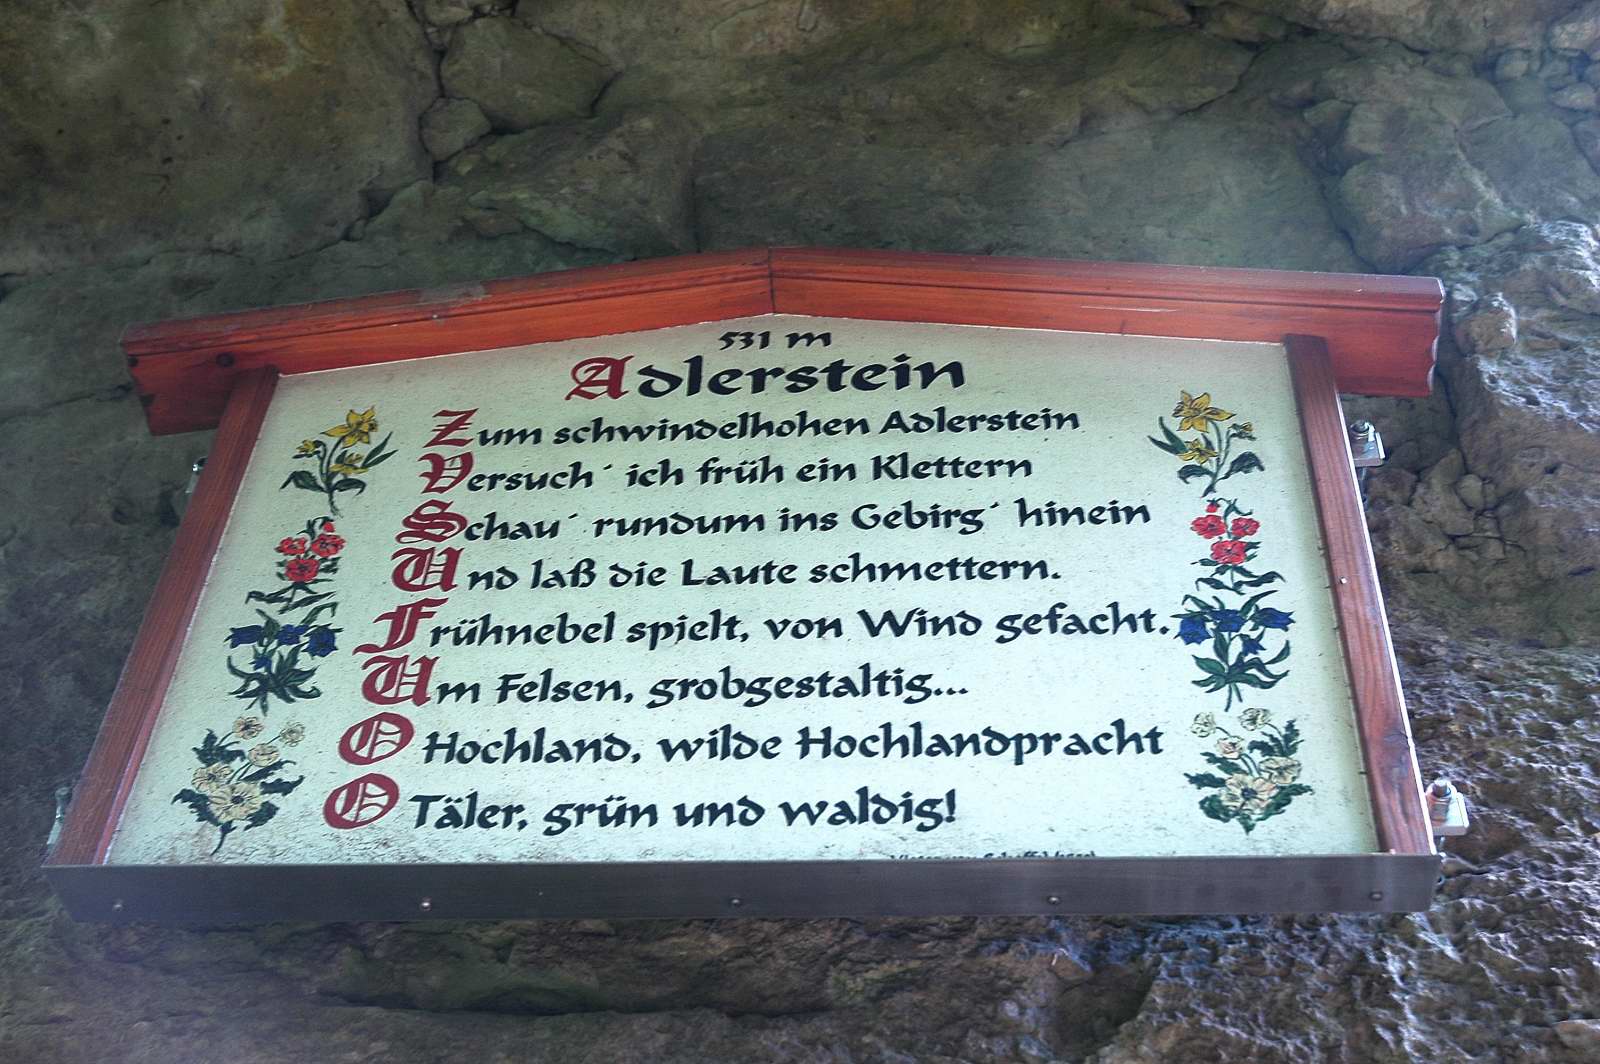 531 m
Adlerstein
Zum schwindelhohen Adlerstein
Versuch´ ich früh ein Klettern
Schau´ rundum ins Gebirg´ hinein
Und laß die Laute schmettern.
Frühnebel spielt, von Wind gefacht.
Um Felsen, grobgestaltig...
O Hochland, wilde Hochlandpracht
O Täler, grün und waldig!